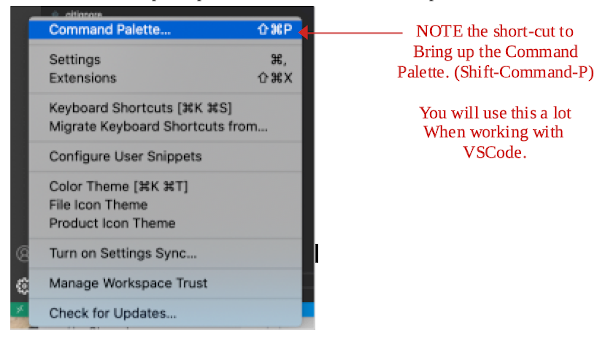 .gitignore
Command Palette... ⇧⌘P
Settings ⌘,
Extensions ⇧⌘X
Keyboard Shortcuts [⌘K ⌘S]
Migrate Keyboard Shortcuts from...
Configure User Snippets
Color Theme [⌘K ⌘T]
File Icon Theme
Product Icon Theme
Turn on Settings Sync...
Manage Workspace Trust
Check for Updates...
NOTE the short-cut to
Bring up the Command
Palette. (Shift-Command-P)
You will use this a lot
When working with
VSCode.